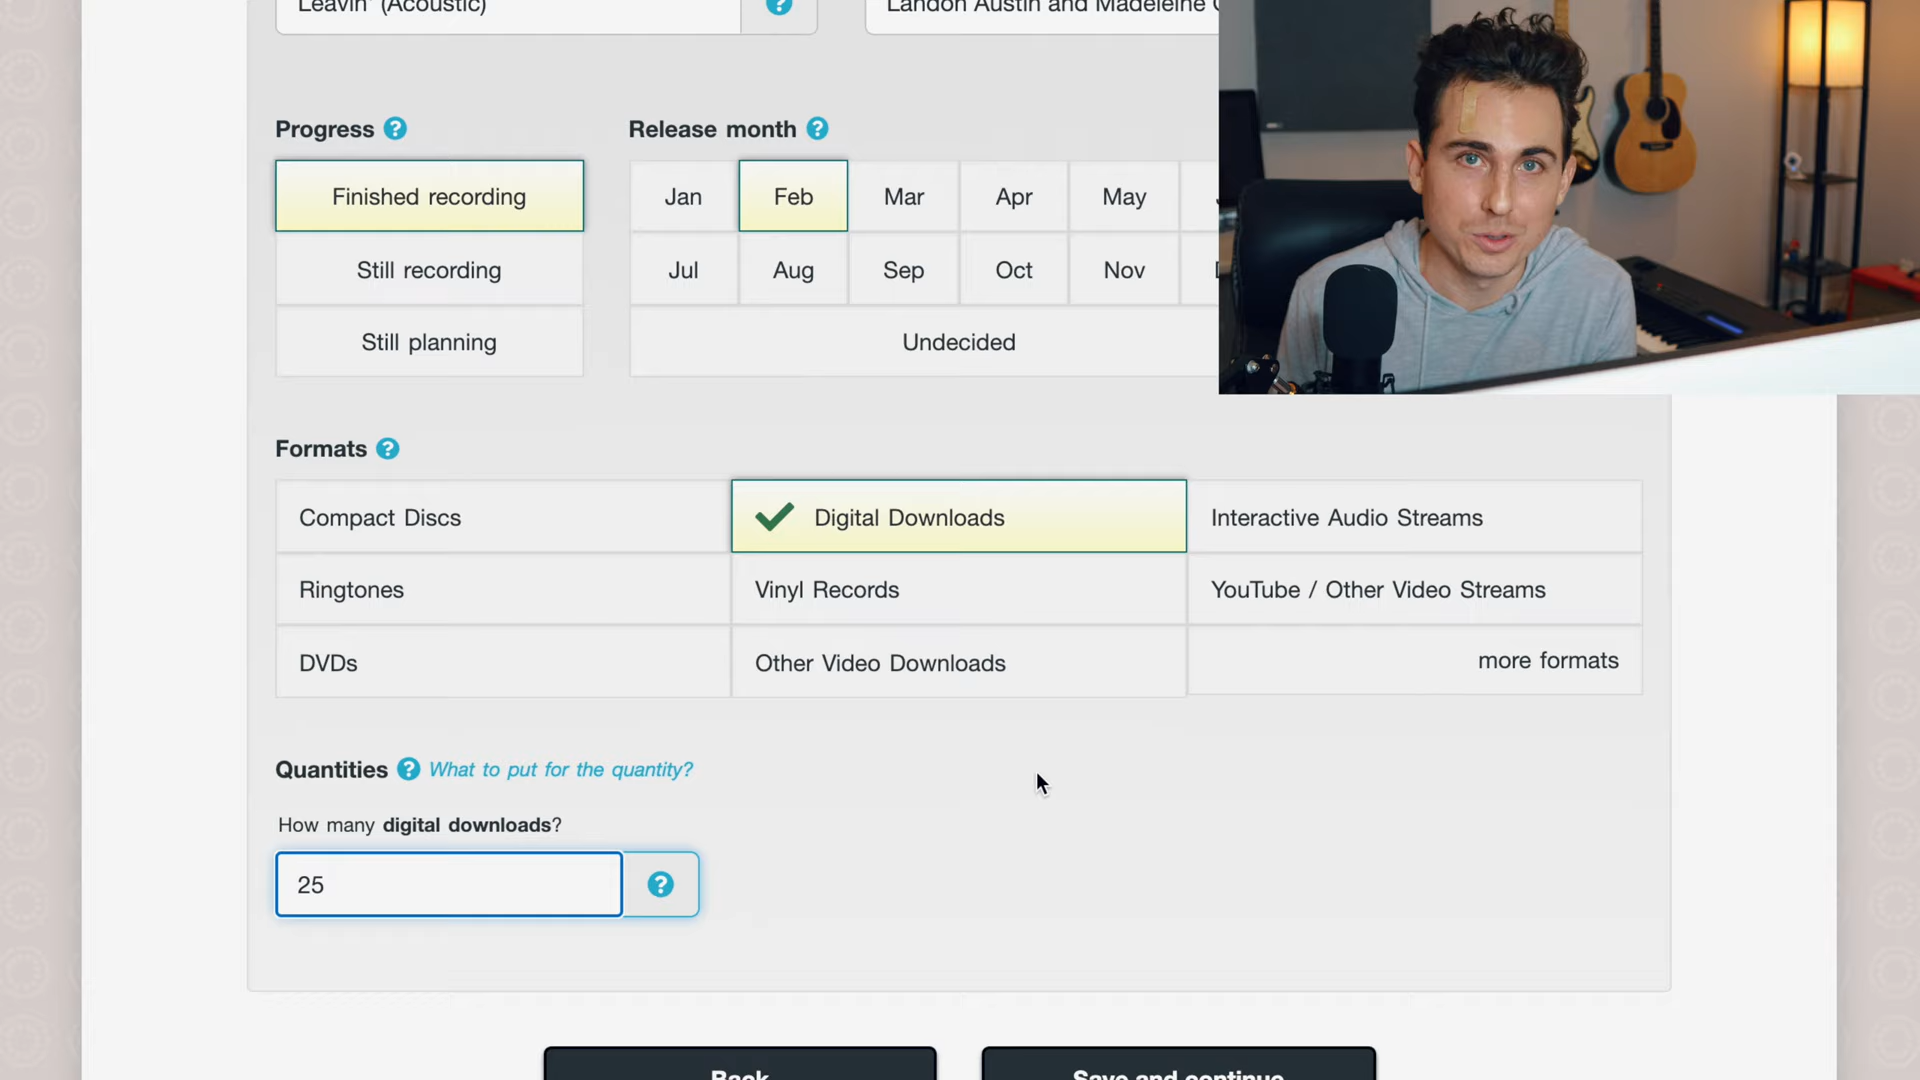 Leavin' (Acoustic) ?
Landon Austin and Madeleine
Progress ?
Release month ?
Finished recording
Jan Feb Mar Apr May
Still recording
Jul Aug Sep Oct Nov
Still planning
Undecided
Formats ?
Compact Discs
Digital Downloads
Interactive Audio Streams
Ringtones
Vinyl Records
YouTube / Other Video Streams
DVDs
Other Video Downloads
more formats
Quantities ? What to put for the quantity?
How many digital downloads?
25 ?
Back
Save and continue